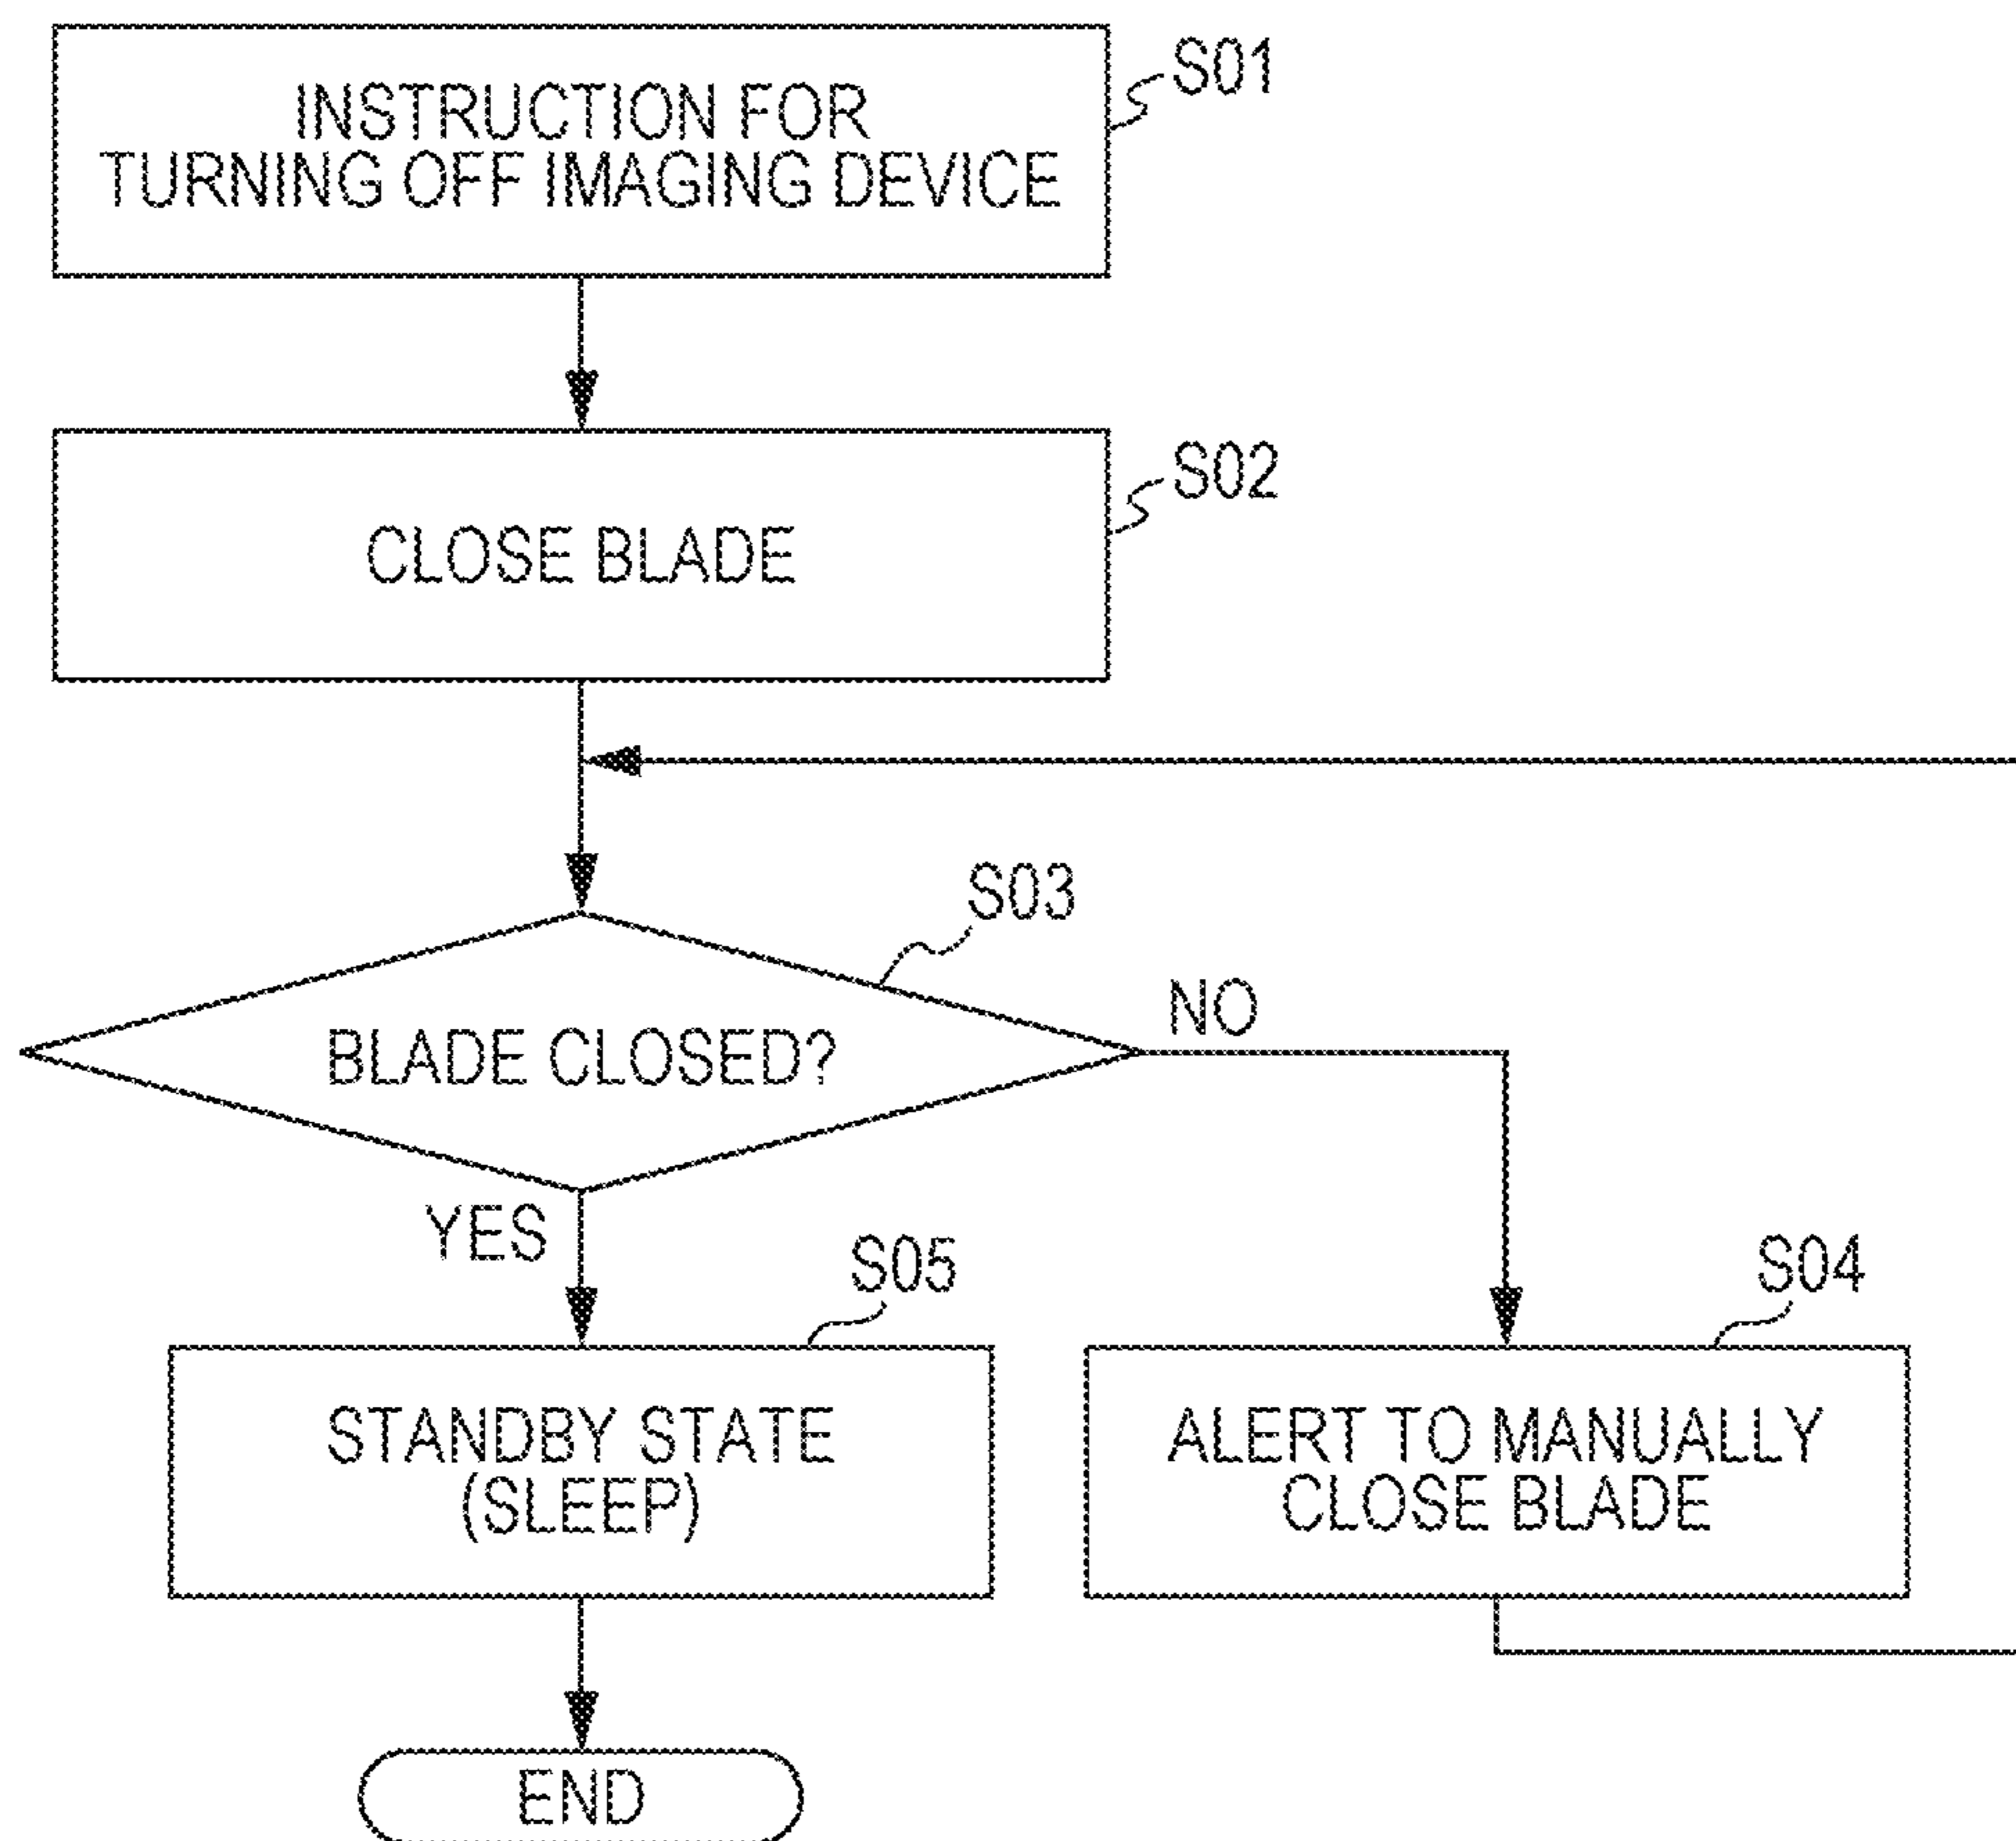 INSTRUCTION FOR
TURNING OFF IMAGING DEVICE
S01
CLOSE BLADE
S02
S03
BLADE CLOSED?
NO
YES
S05
STANDBY STATE
(SLEEP)
S04
ALERT TO MANUALLY
CLOSE BLADE
END